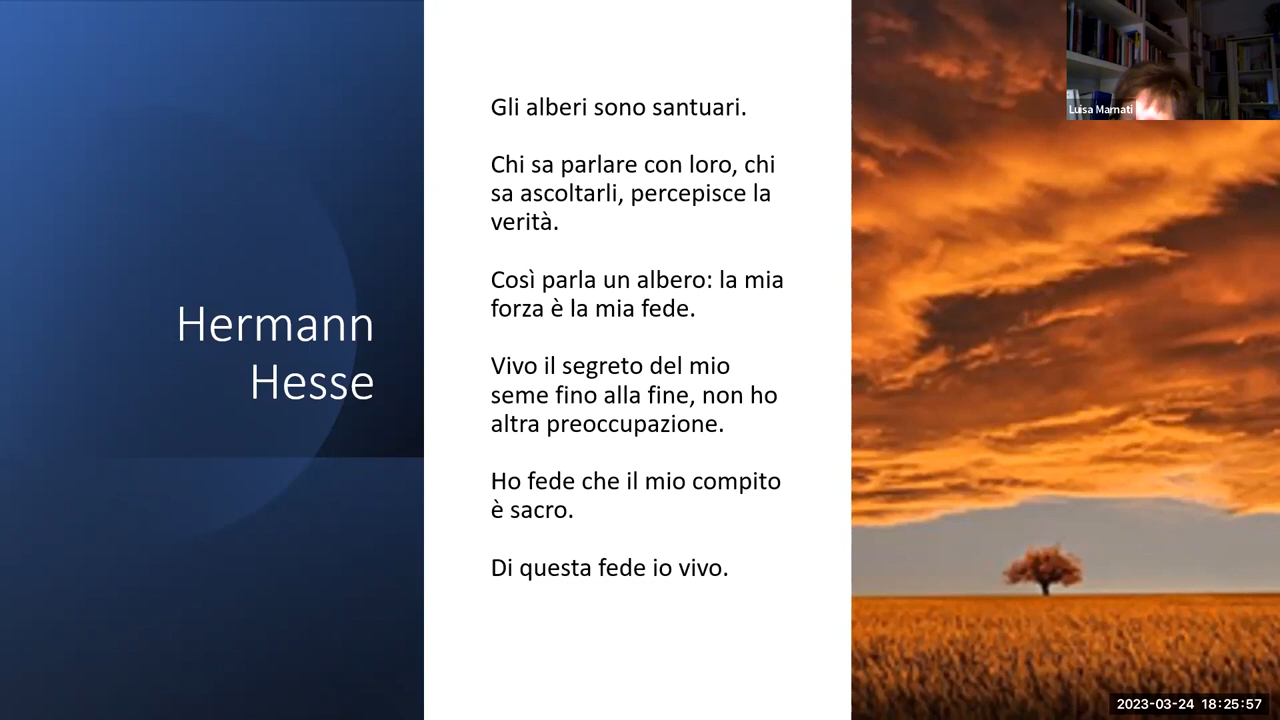 Hermann
Hesse
Gli alberi sono santuari.
Chi sa parlare con loro, chi
sa ascoltarli, percepisce la
verità.
Così parla un albero: la mia
forza è la mia fede.
Vivo il segreto del mio
seme fino alla fine, non ho
altra preoccupazione.
Ho fede che il mio compito
è sacro.
Di questa fede io vivo.
Luisa Mamati
2023-03-24 18:25:57